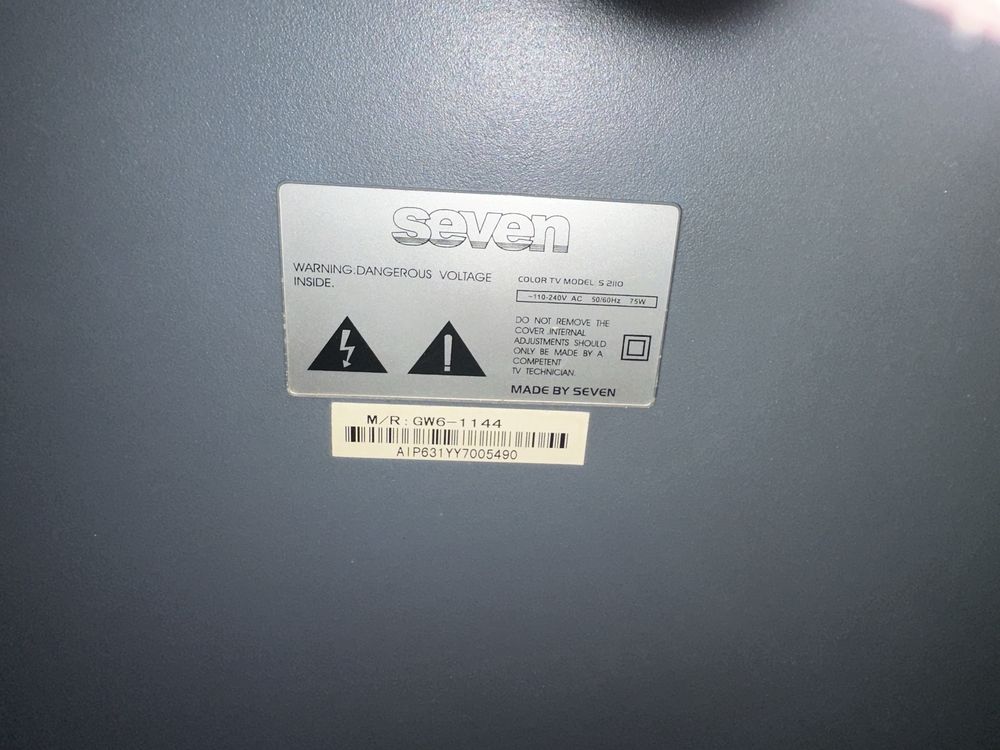 seven
WARNING.DANGEROUS VOLTAGE
INSIDE.
COLOR TV MODEL S 2110
~110-240V AC 50/60Hz 75W
DO NOT REMOVE THE
COVER .INTERNAL
ADJUSTMENTS SHOULD
ONLY BE MADE BY A
COMPETENT
TV TECHNICIAN.
MADE BY SEVEN
M/R: GW6-1144
AIP631YY7005490